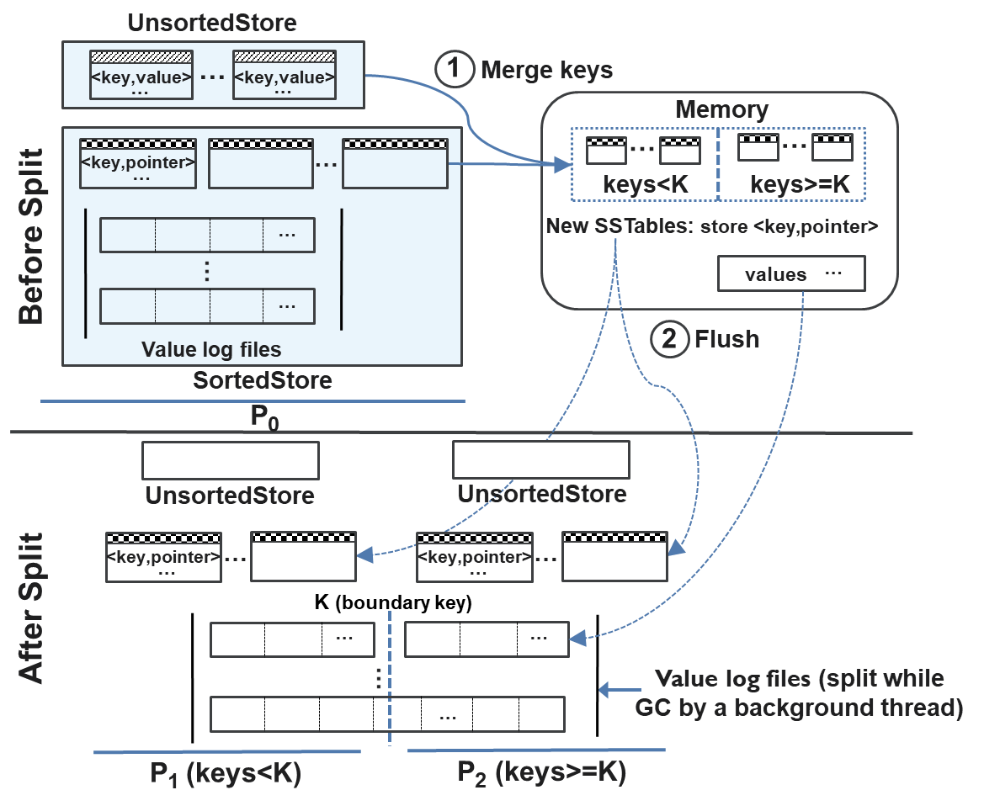 UnsortedStore
<key,value>
...
...
<key,value>
...
1 Merge keys
Before Split
<key,pointer>
...
...
...
...
...
Value log files
SortedStore
P0
Memory
...
...
keys<K
keys>=K
New SSTables: store <key,pointer>
values ...
2 Flush
After Split
UnsortedStore
UnsortedStore
<key,pointer>
...
...
<key,pointer>
...
...
K (boundary key)
...
...
...
...
Value log files (split while
GC by a background thread)
P1 (keys<K)
P2 (keys>=K)